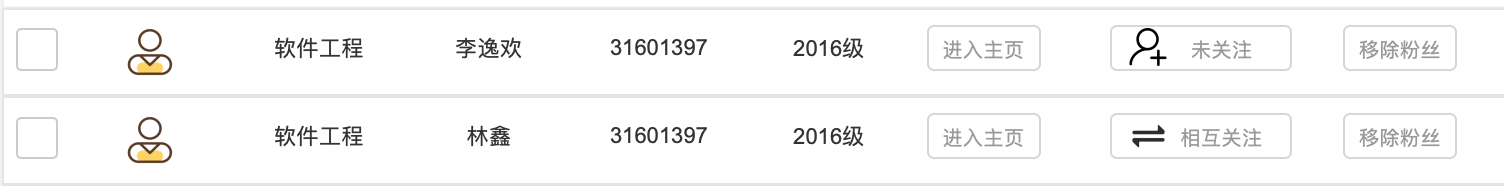 软件工程 李逸欢 31601397 2016级 进入主页 未关注 移除粉丝
软件工程 林鑫 31601397 2016级 进入主页 相互关注 移除粉丝